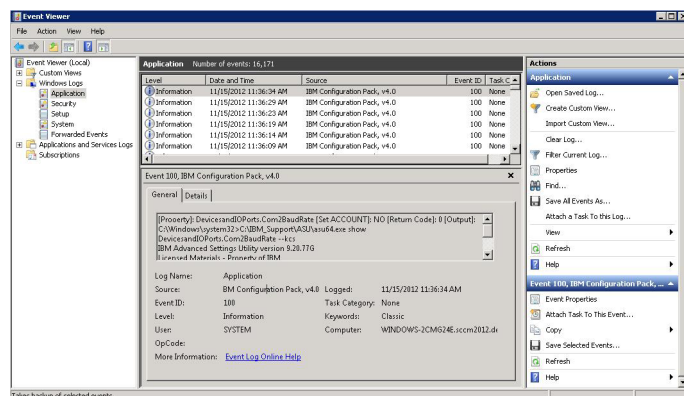 Event Viewer
File Action View Help
Event Viewer (Local)
Custom Views
Windows Logs
Application
Security
Setup
System
Forwarded Events
Applications and Services Logs
Subscriptions
Application Number of events: 16,171
Level Date and Time Source Event ID Task C
Information 11/15/2012 11:36:34 AM IBM Configuration Pack, v4.0 100 None
Information 11/15/2012 11:36:29 AM IBM Configuration Pack, v4.0 100 None
Information 11/15/2012 11:36:23 AM IBM Configuration Pack, v4.0 100 None
Information 11/15/2012 11:36:19 AM IBM Configuration Pack, v4.0 100 None
Information 11/15/2012 11:36:14 AM IBM Configuration Pack, v4.0 100 None
Information 11/15/2012 11:36:09 AM IBM Configuration Pack, v4.0 100 None
Event 100, IBM Configuration Pack, v4.0
General Details
[Property]: DevicesandIOPorts.Com2BaudRate [Set ACCOUNT]: NO [Return Code]: 0 [Output]:
C:\Windows\system32>C:\IBM_Support\ASU\asu64.exe show
DevicesandIOPorts.Com2BaudRate --kcs
IBM Advanced Settings Utility version 9.20.77G
Licensed Materials - Property of IBM
Log Name: Application
Source: BM Configuration Pack, v4.0 Logged: 11/15/2012 11:36:34 AM
Event ID: 100 Task Category: None
Level: Information Keywords: Classic
User: SYSTEM Computer: WINDOWS-2CMG24E.sccm2012.de
OpCode:
More Information: Event Log Online Help
Actions
Application
Open Saved Log...
Create Custom View...
Import Custom View...
Clear Log...
Filter Current Log...
Properties
Find...
Save All Events As...
Attach a Task To this Log...
View
Refresh
Help
Event 100, IBM Configuration Pack, ...
Event Properties
Attach Task To This Event...
Copy
Save Selected Events...
Refresh
Help
Takes backup of selected events